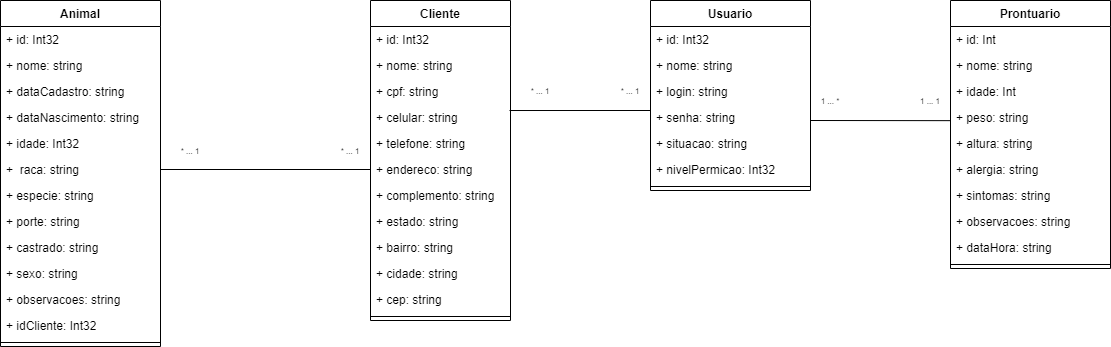 Animal
+ id: Int32
+ nome: string
+ dataCadastro: string
+ dataNascimento: string
+ idade: Int32
+ raca: string
+ especie: string
+ porte: string
+ castrado: string
+ sexo: string
+ observacoes: string
+ idCliente: Int32
* ... 1
* ... 1
Cliente
+ id: Int32
+ nome: string
+ cpf: string
+ celular: string
+ telefone: string
+ endereco: string
+ complemento: string
+ estado: string
+ bairro: string
+ cidade: string
+ cep: string
* ... 1
* ... 1
Usuario
+ id: Int32
+ nome: string
+ login: string
+ senha: string
+ situacao: string
+ nivelPermicao: Int32
1 ... *
1 ... 1
Prontuario
+ id: Int
+ nome: string
+ idade: Int
+ peso: string
+ altura: string
+ alergia: string
+ sintomas: string
+ observacoes: string
+ dataHora: string